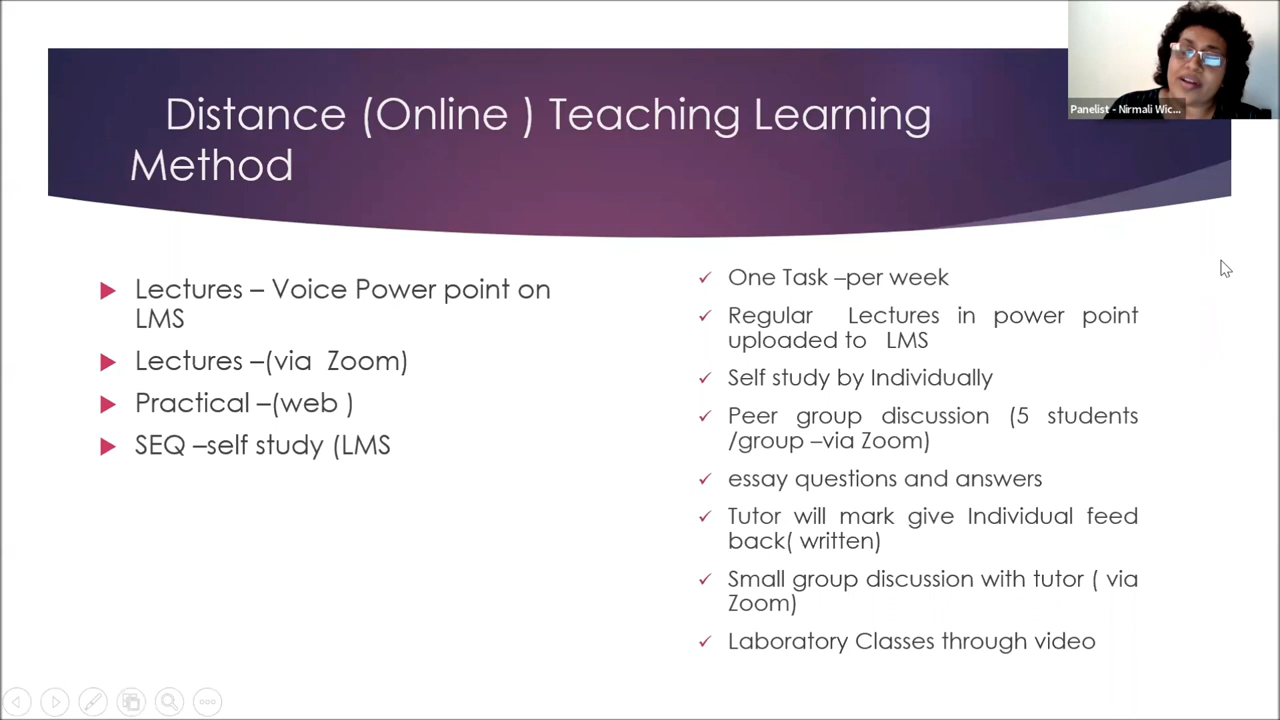 Distance (Online ) Teaching Learning
Method
Panelist - Nirmali Wic...
Lectures – Voice Power point on
LMS
Lectures –(via Zoom)
Practical –(web )
SEQ –self study (LMS
One Task –per week
Regular Lectures in power point
uploaded to LMS
Self study by Individually
Peer group discussion (5 students
/group –via Zoom)
essay questions and answers
Tutor will mark give Individual feed
back( written)
Small group discussion with tutor ( via
Zoom)
Laboratory Classes through video